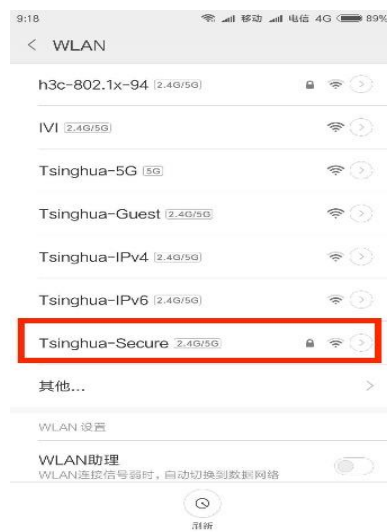 9:18 移动 电信 4G 89%
WLAN
h3c-802.1x-94 2.4G/5G
IVI 2.4G/5G
Tsinghua-5G 5G
Tsinghua-Guest 2.4G/5G
Tsinghua-IPv4 2.4G/5G
Tsinghua-IPv6 2.4G/5G
Tsinghua-Secure 2.4G/5G
其他...
WLAN 设置
WLAN助理
WLAN连接信号弱时，自动切换到数据网络
刷新